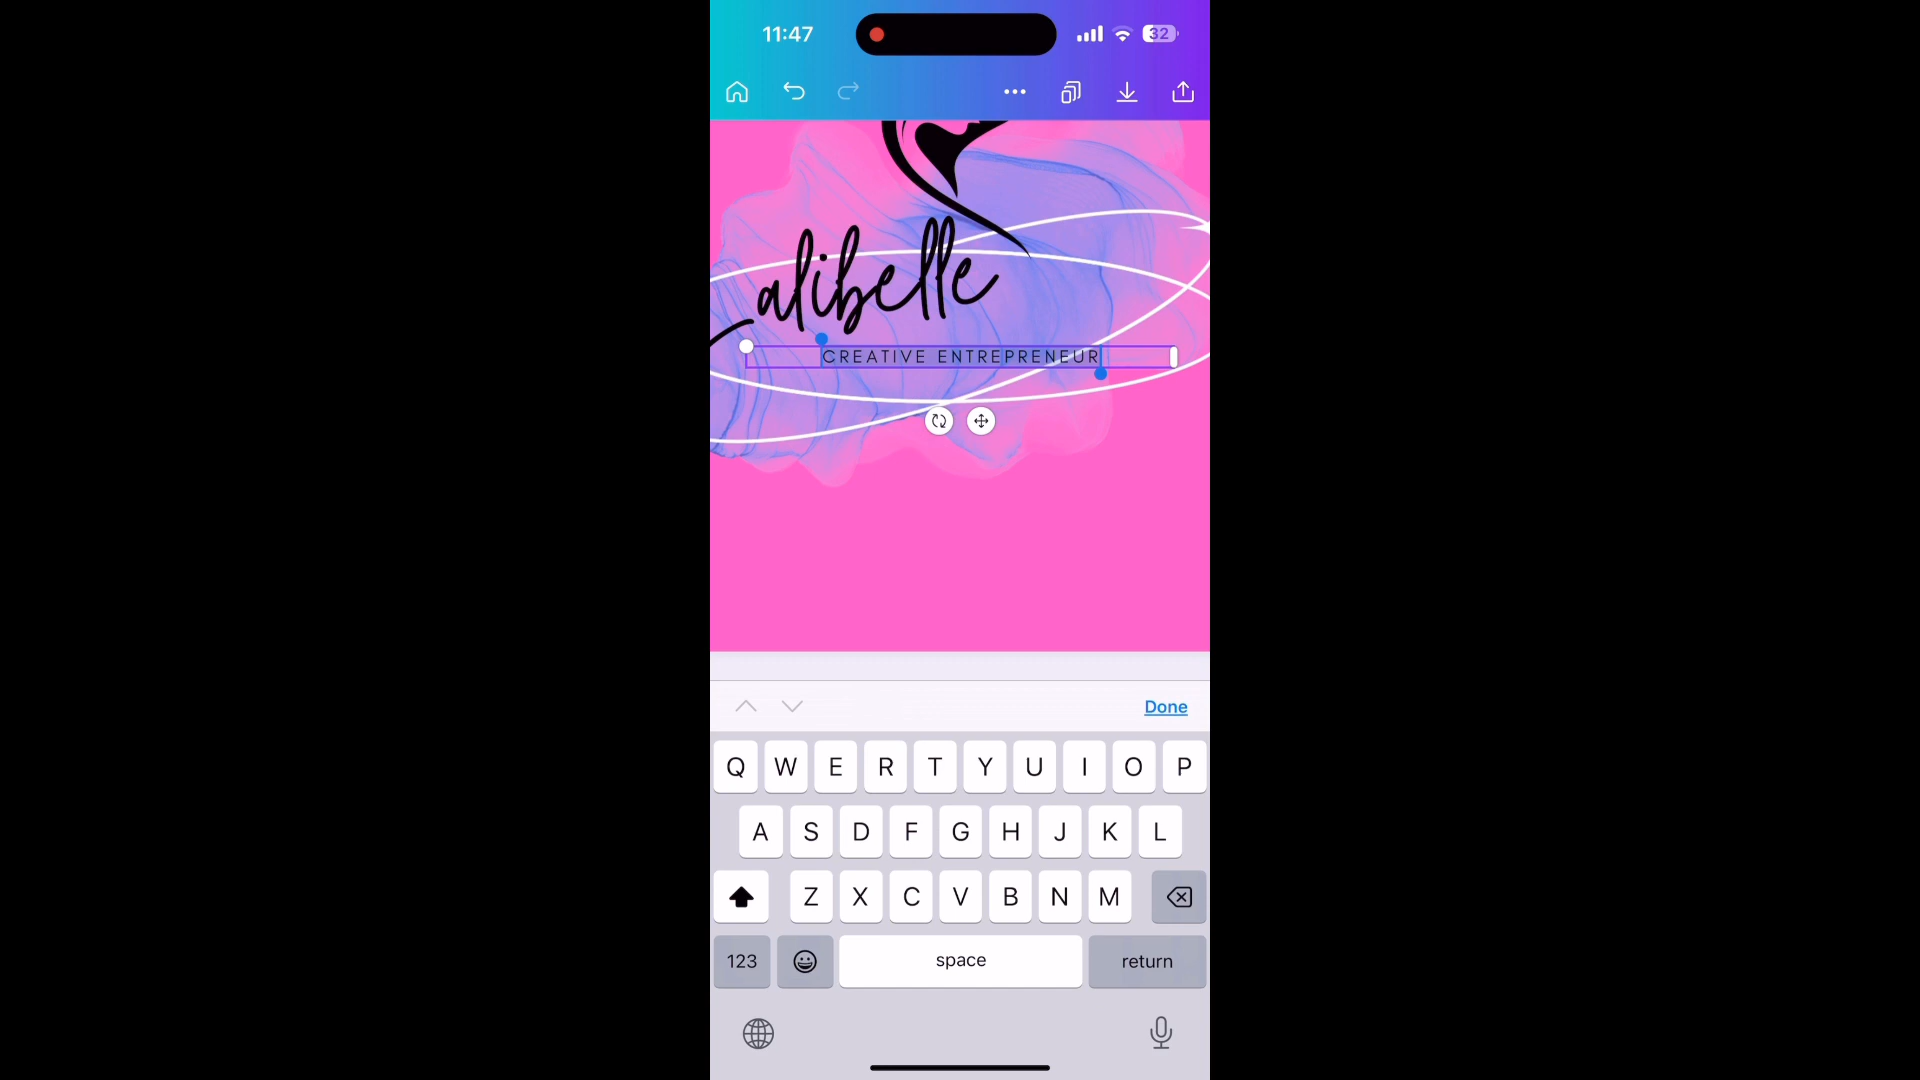 11:47
32
alibelle
CREATIVE ENTREPRENEUR
Done
Q W E R T Y U I O P
A S D F G H J K L
Z X C V B N M
123 space return